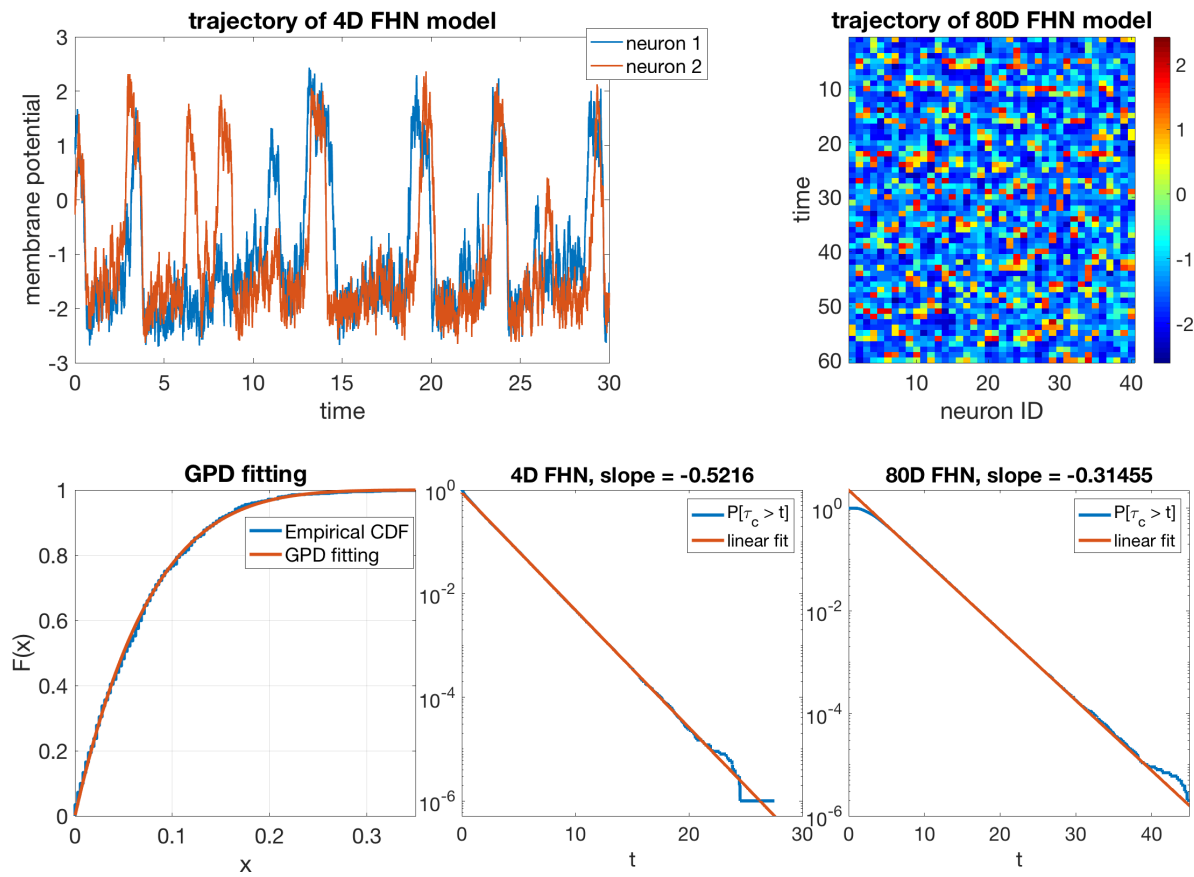 trajectory of 4D FHN model
3
2
1
0
-1
-2
-3
membrane potential
0
5
10
15
20
25
30
time
neuron 1
neuron 2
trajectory of 80D FHN model
10
20
30
40
50
60
time
10
20
30
40
neuron ID
2
1
0
-1
-2
GPD fitting
1
0.8
0.6
0.4
0.2
0
F(x)
0
0.1
0.2
0.3
x
Empirical CDF
GPD fitting
4D FHN, slope = -0.5216
10^0
10^-2
10^-4
10^-6
0
10
20
30
t
P[τ_c > t]
linear fit
80D FHN, slope = -0.31455
10^0
10^-2
10^-4
10^-6
0
10
20
30
40
t
P[τ_c > t]
linear fit